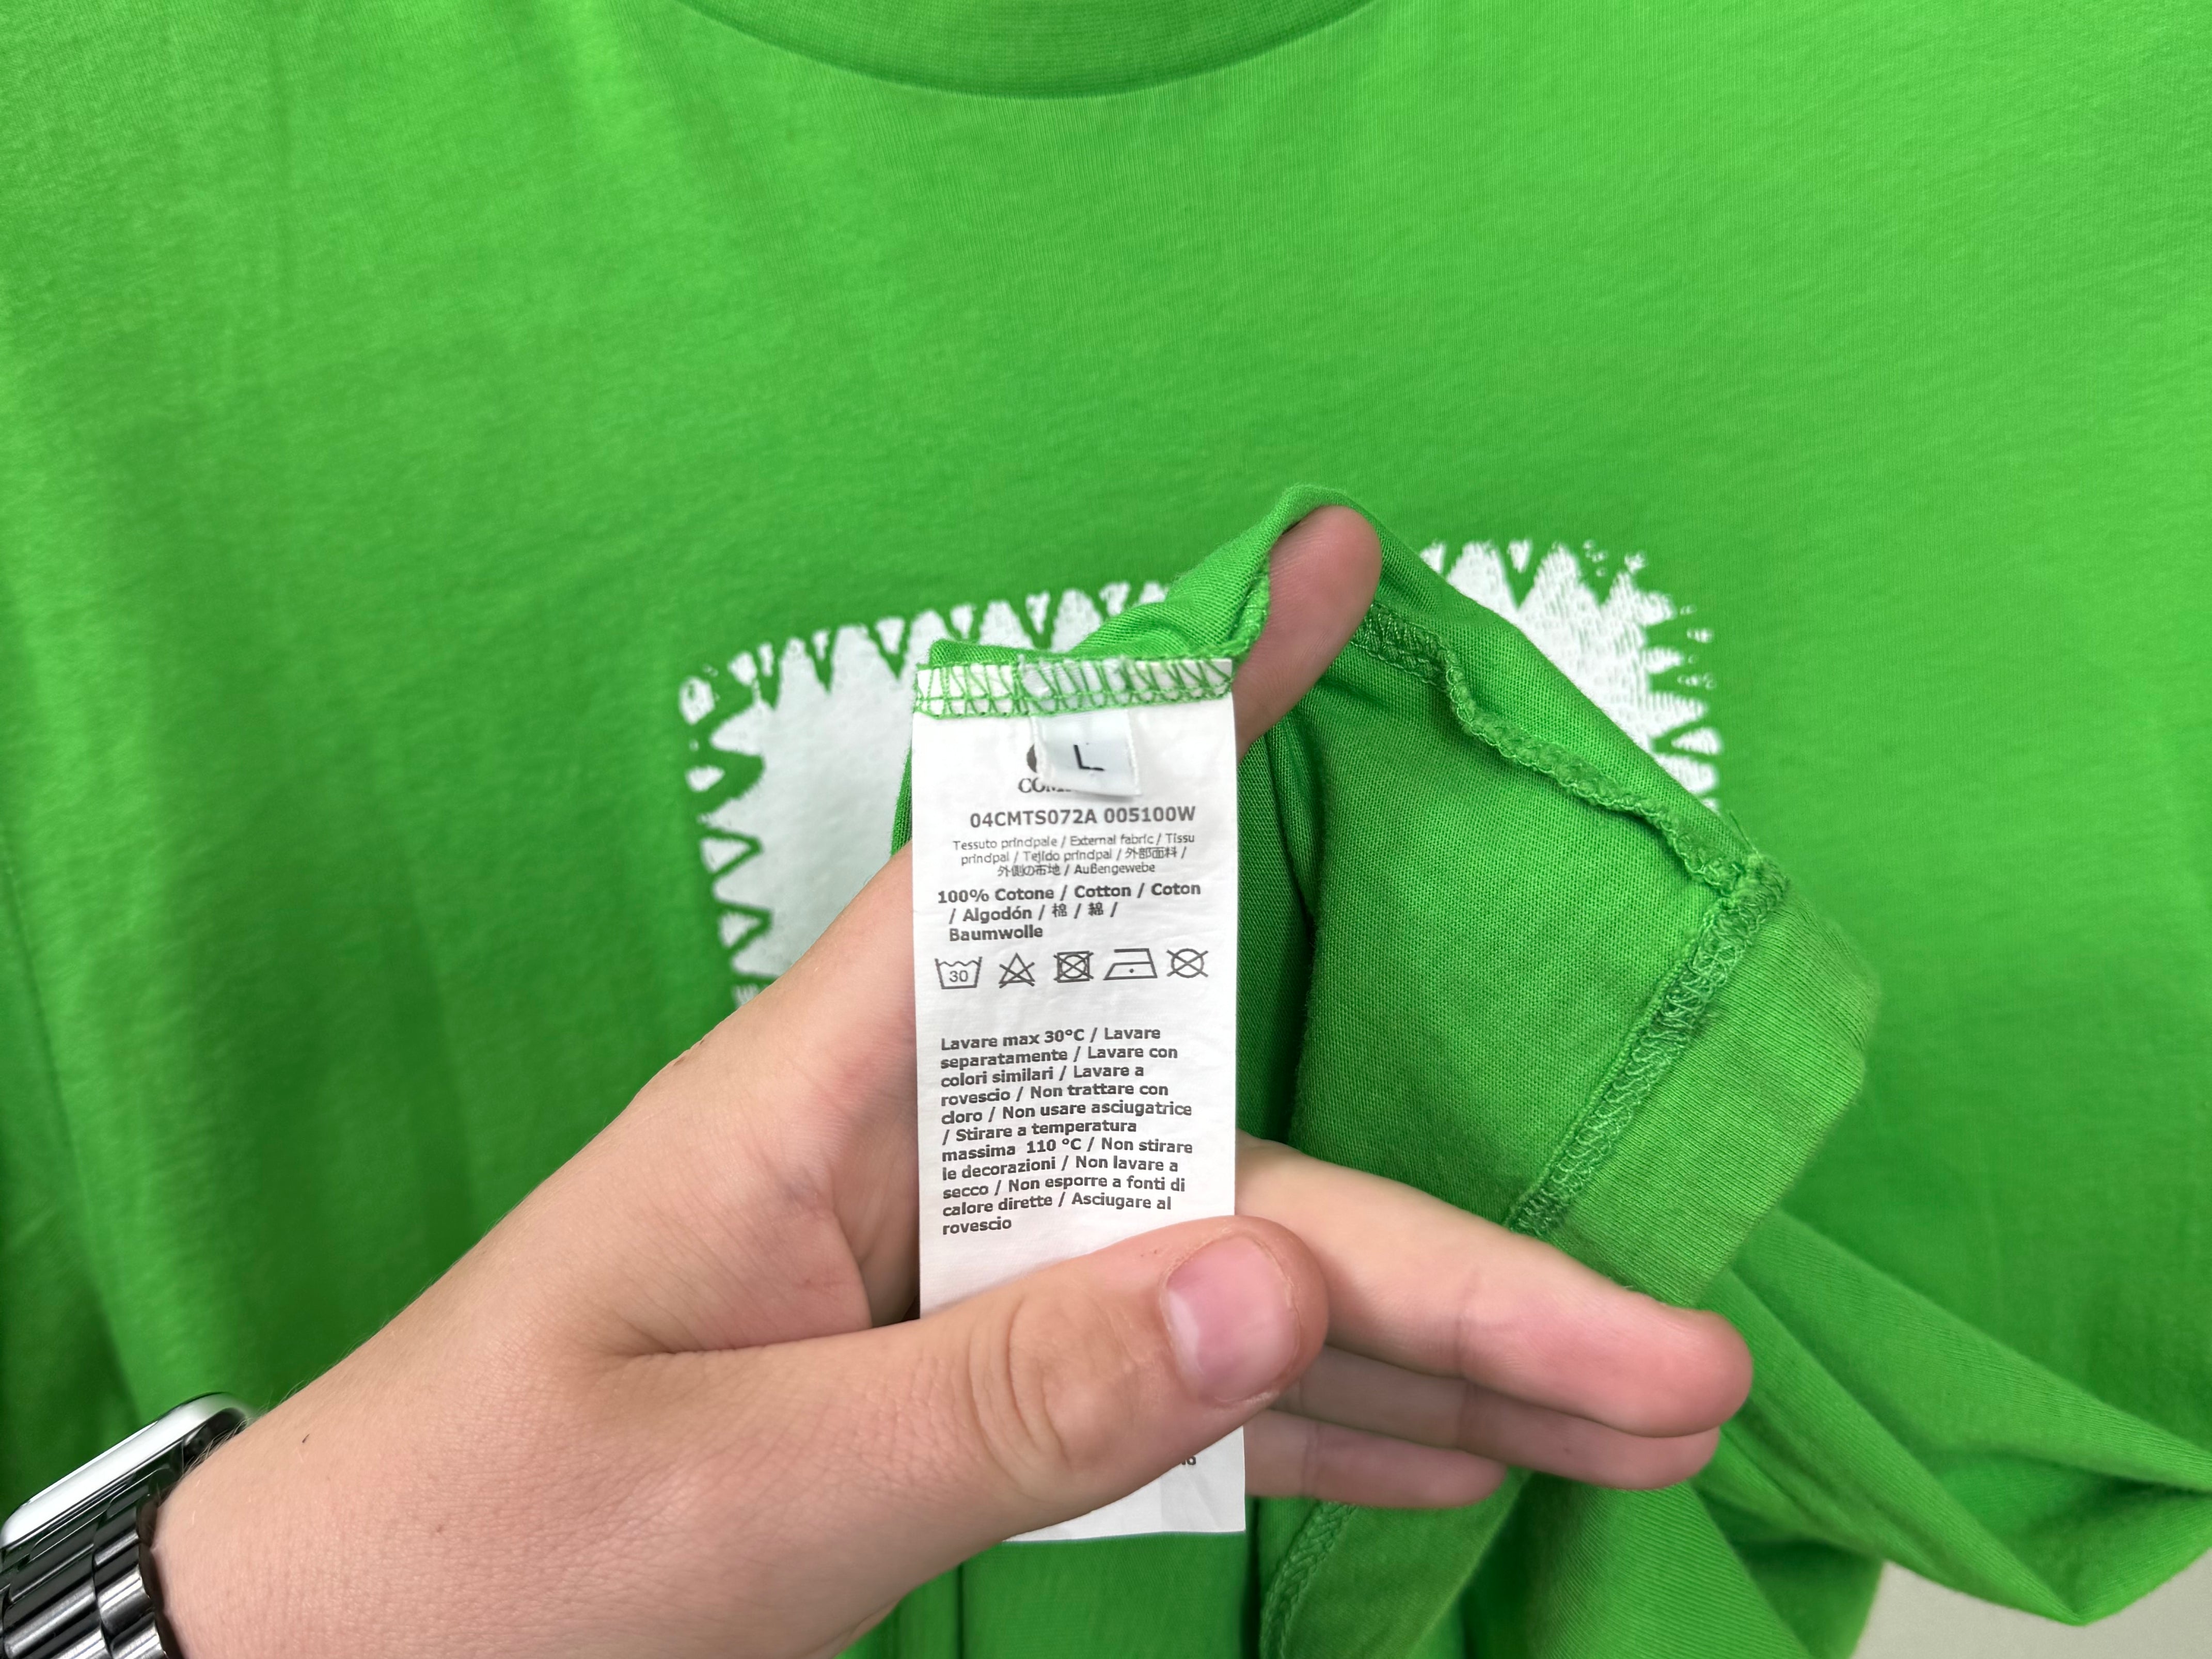 L
04CMTS072A 005100W
Tessuto principale / External fabric / Tissu
principal / Tejido principal / 外部面料 /
外側の布地 / Außengewebe
100% Cotone / Cotton / Coton
/ Algodón / 棉 / 綿 /
Baumwolle
30
Lavare max 30°C / Lavare
separatamente / Lavare con
colori similari / Lavare a
rovescio / Non trattare con
cloro / Non usare asciugatrice
/ Stirare a temperatura
massima 110 °C / Non stirare
le decorazioni / Non lavare a
secco / Non esporre a fonti di
calore dirette / Asciugare al
rovescio